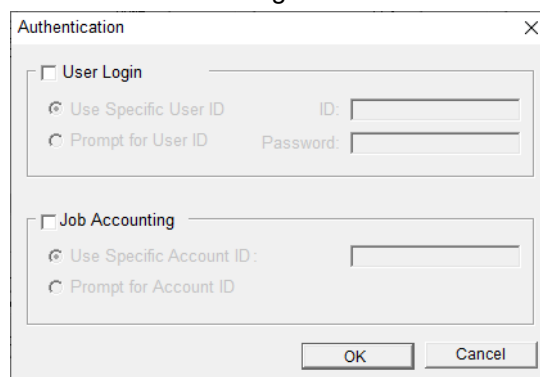 Authentication
User Login
Use Specific User ID ID:
Prompt for User ID Password:
Job Accounting
Use Specific Account ID:
Prompt for Account ID
OK Cancel